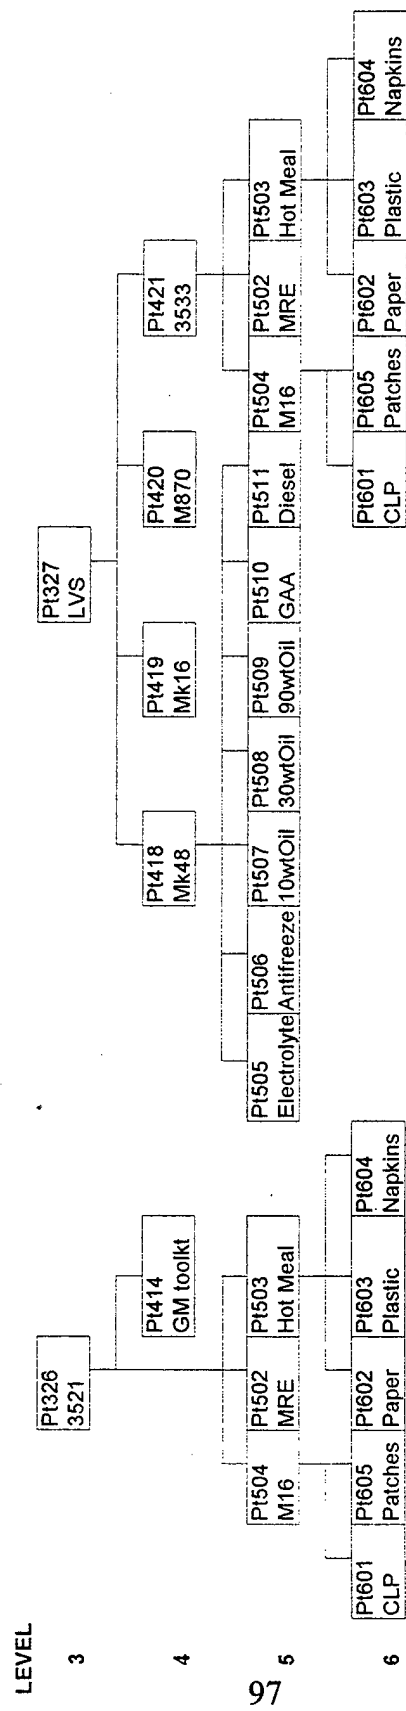 LEVEL
3
Pt326
3521
Pt327
LVS
4
Pt414
GM toolkt
Pt418
Mk48
Pt419
Mk16
Pt420
M870
Pt421
3533
5
Pt504
M16
Pt502
MRE
Pt503
Hot Meal
Pt505
Electrolyte
Pt506
Antifreeze
Pt507
10wtOil
Pt508
30wtOil
Pt509
90wtOil
Pt510
GAA
Pt511
Diesel
Pt504
M16
Pt502
MRE
Pt503
Hot Meal
6
Pt601
CLP
Pt605
Patches
Pt602
Paper
Pt603
Plastic
Pt604
Napkins
Pt601
CLP
Pt605
Patches
Pt602
Paper
Pt603
Plastic
Pt604
Napkins
97